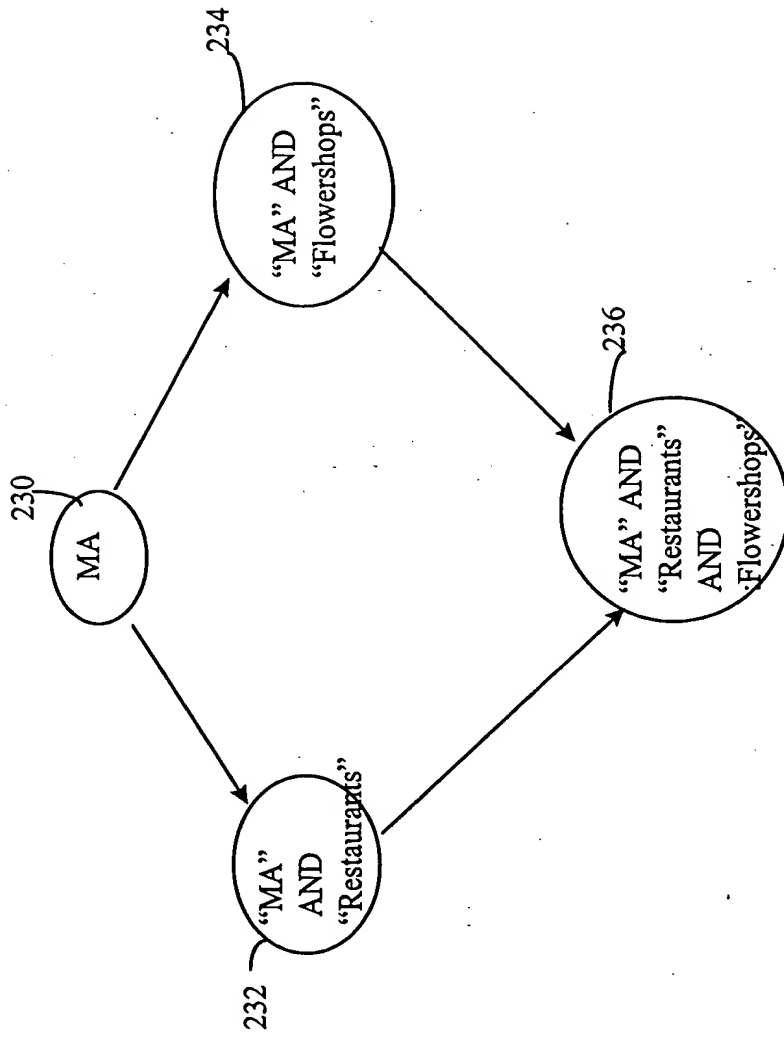 230
MA
234
“MA” AND
“Flowershops”
232
“MA”
AND
“Restaurants”
236
“MA” AND
“Restaurants”
AND
“Flowershops”